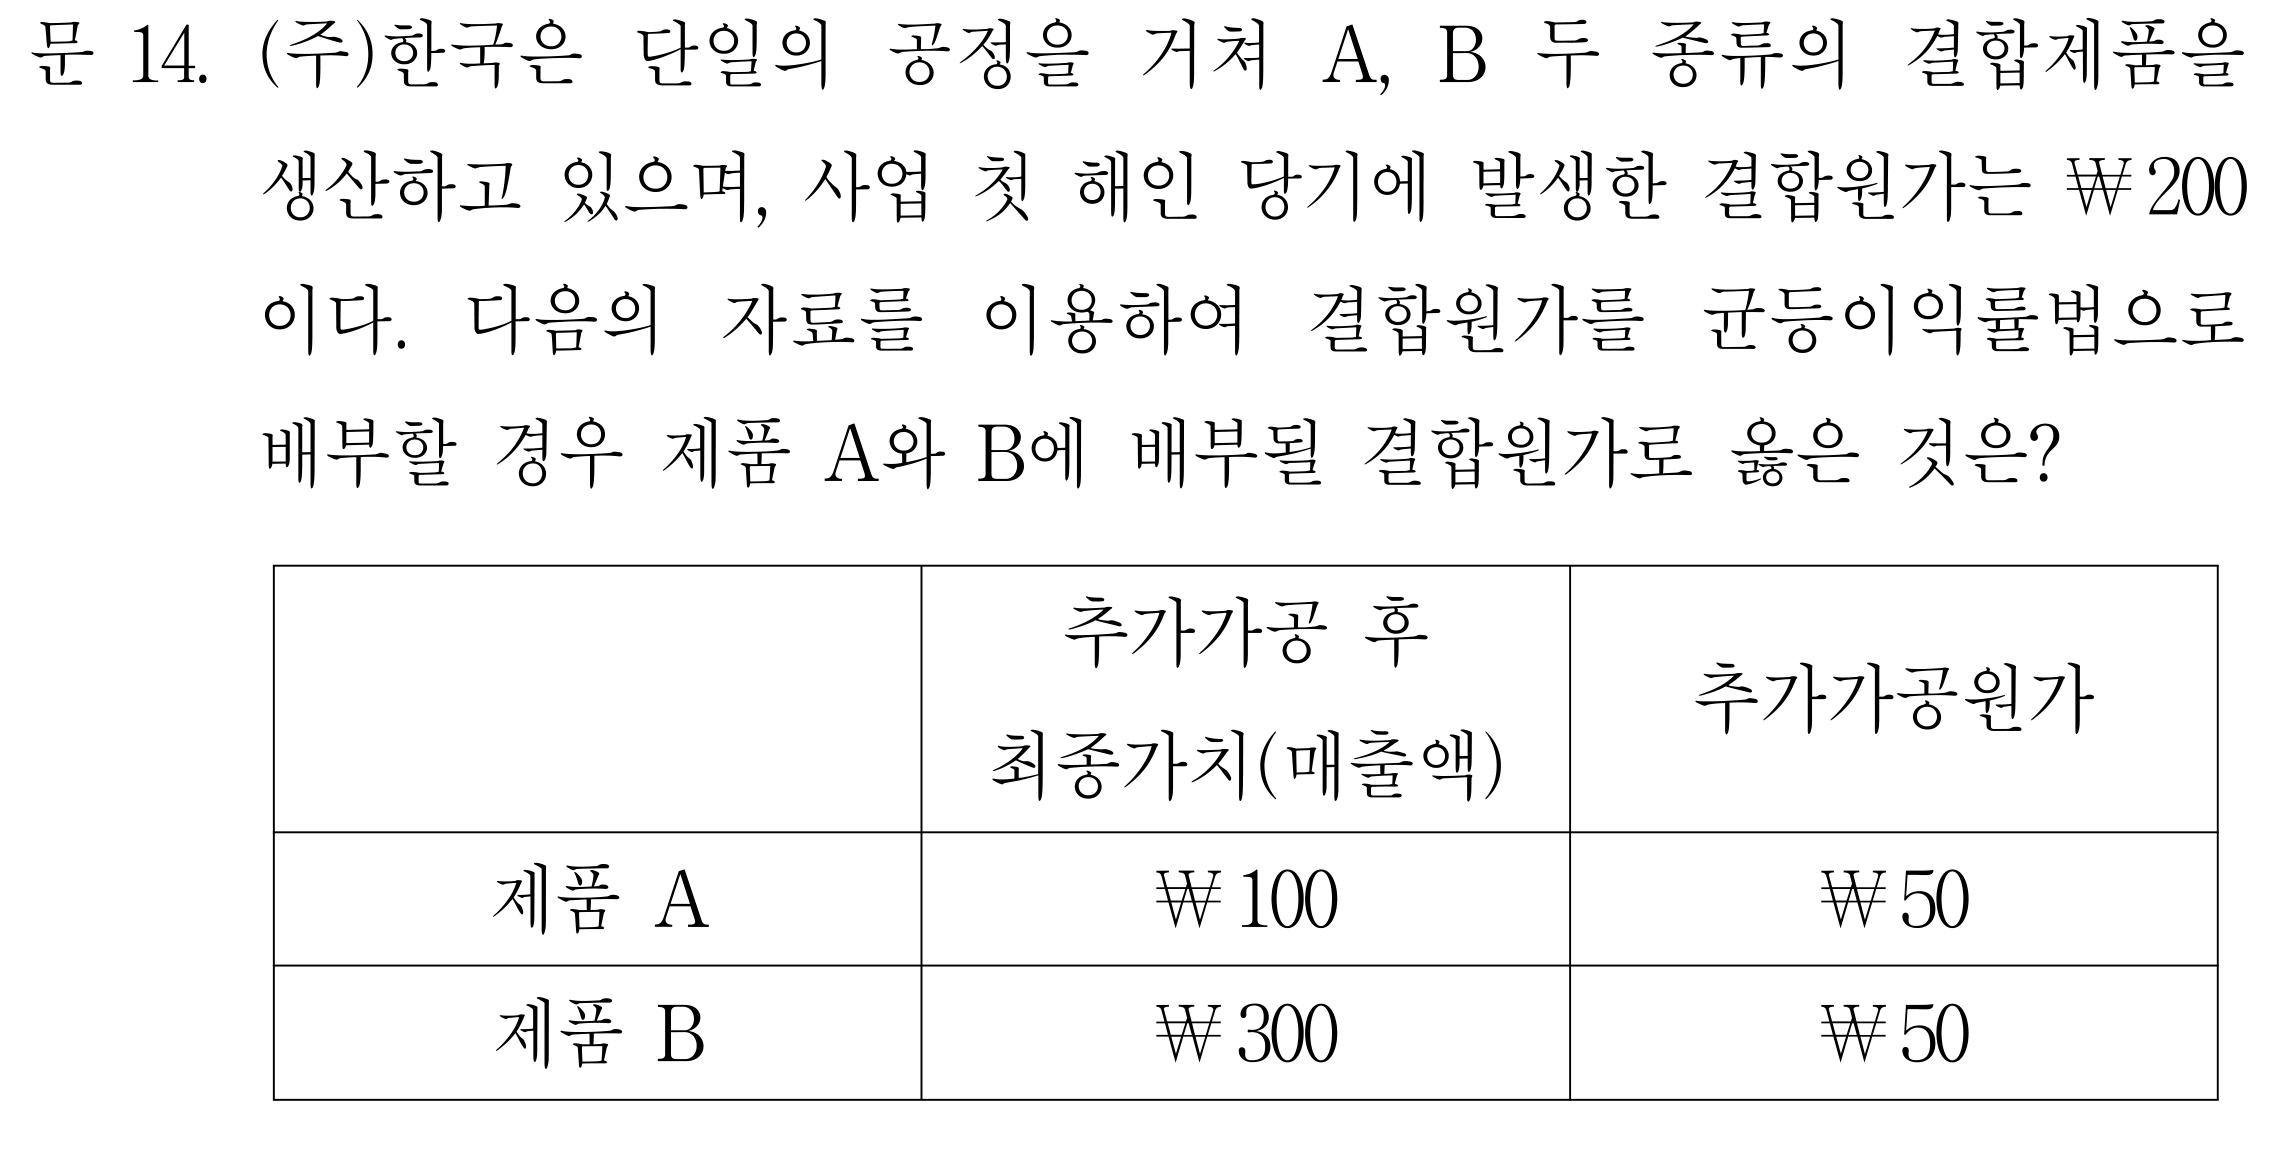 문 14. (주)한국은 단일의 공정을 거쳐 A, B 두 종류의 결합제품을
생산하고 있으며, 사업 첫 해인 당기에 발생한 결합원가는 ₩200
이다. 다음의 자료를 이용하여 결합원가를 균등이익률법으로
배부할 경우 제품 A와 B에 배부될 결합원가로 옳은 것은?
추가가공 후
최종가치(매출액)
추가가공원가
제품 A ₩100 ₩50
제품 B ₩300 ₩50